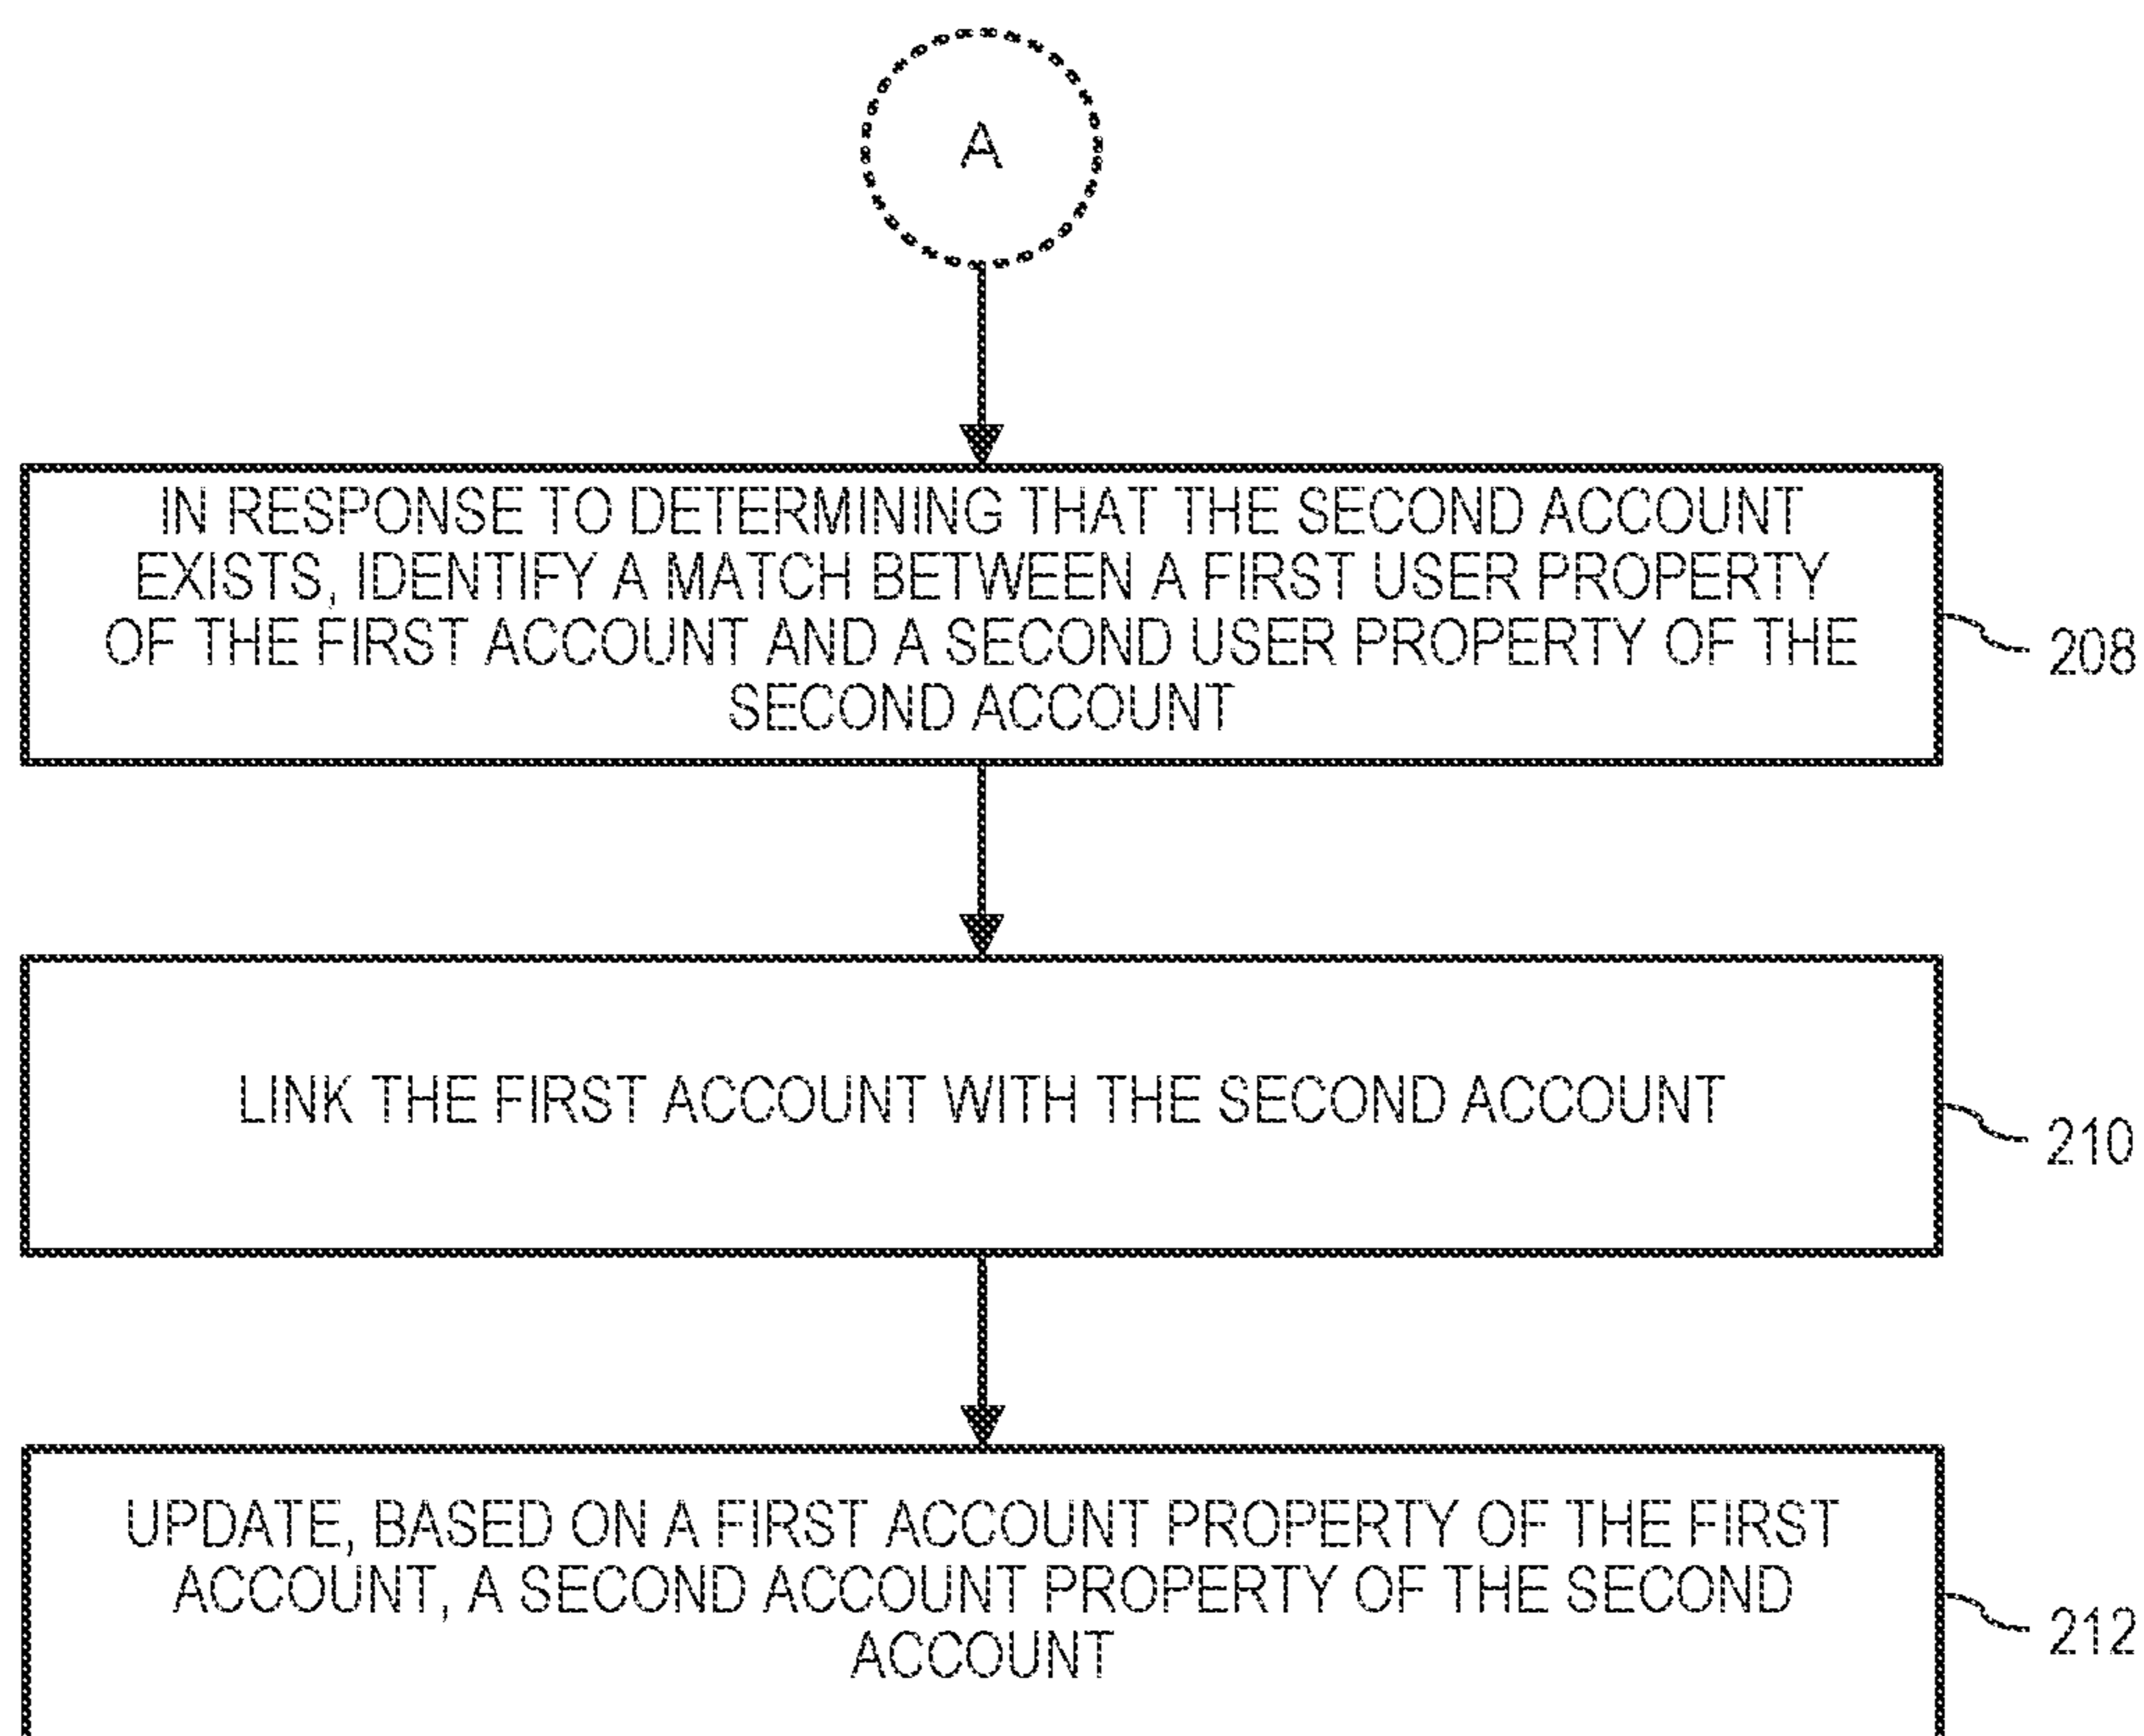 A
IN RESPONSE TO DETERMINING THAT THE SECOND ACCOUNT
EXISTS, IDENTIFY A MATCH BETWEEN A FIRST USER PROPERTY
OF THE FIRST ACCOUNT AND A SECOND USER PROPERTY OF THE
SECOND ACCOUNT
208
LINK THE FIRST ACCOUNT WITH THE SECOND ACCOUNT
210
UPDATE, BASED ON A FIRST ACCOUNT PROPERTY OF THE FIRST
ACCOUNT, A SECOND ACCOUNT PROPERTY OF THE SECOND
ACCOUNT
212